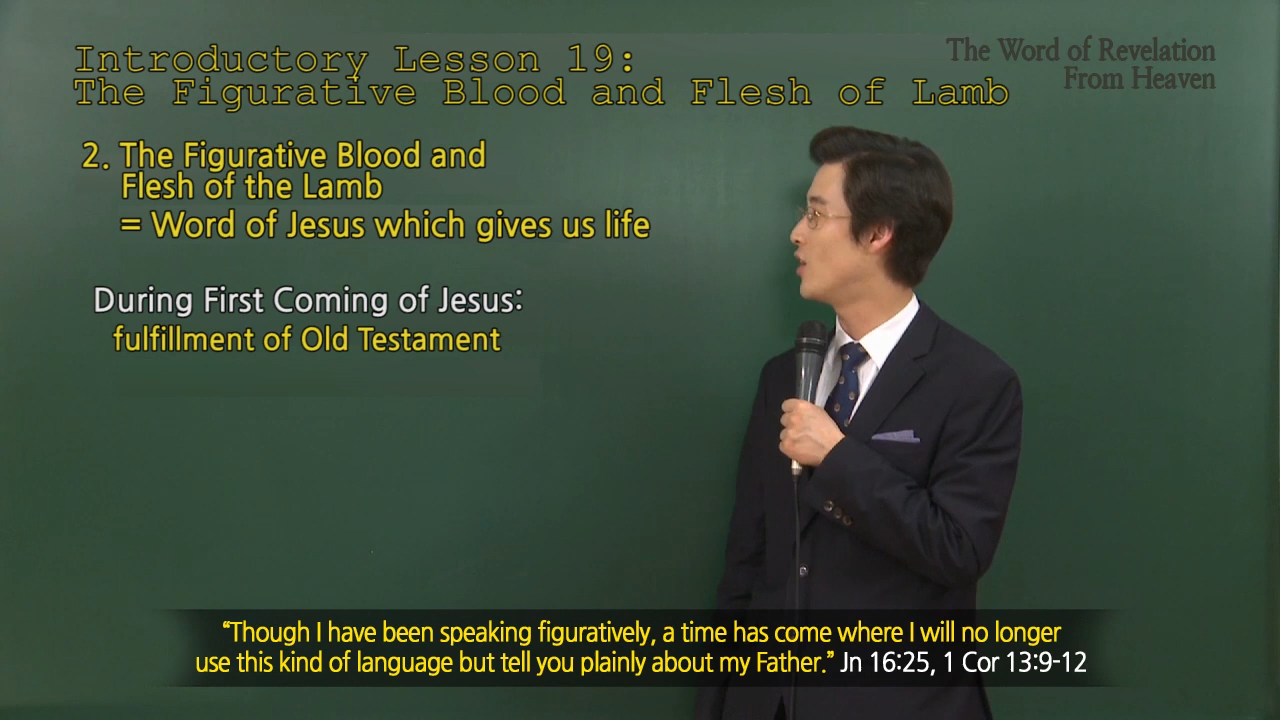 Introductory Lesson 19:
The Figurative Blood and Flesh of Lamb
The Word of Revelation
From Heaven
2. The Figurative Blood and
Flesh of the Lamb
= Word of Jesus which gives us life
During First Coming of Jesus:
fulfillment of Old Testament
“Though I have been speaking figuratively, a time has come where I will no longer
use this kind of language but tell you plainly about my Father.” Jn 16:25, 1 Cor 13:9-12